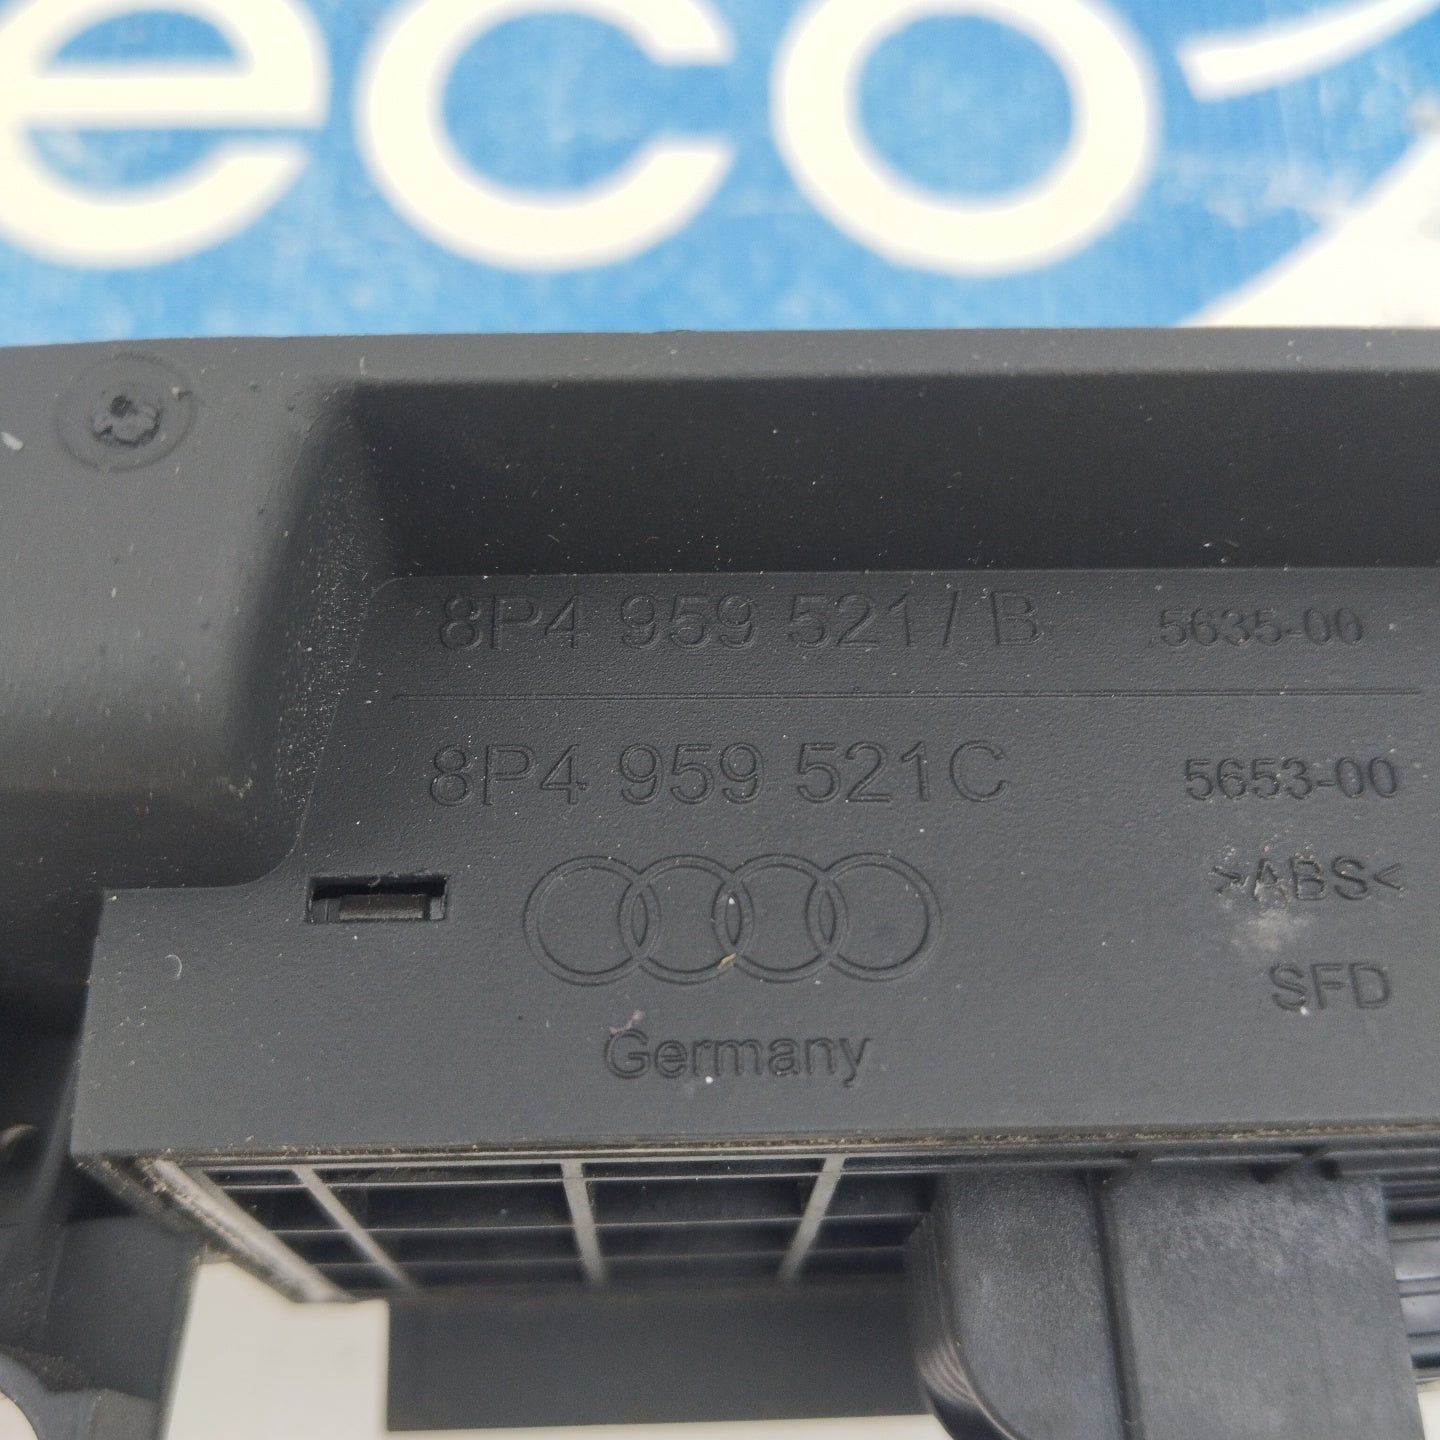 eco
8P4 959 521 / B 5635-00
8P4 959 521C 5653-00
>ABS<
SFD
Germany